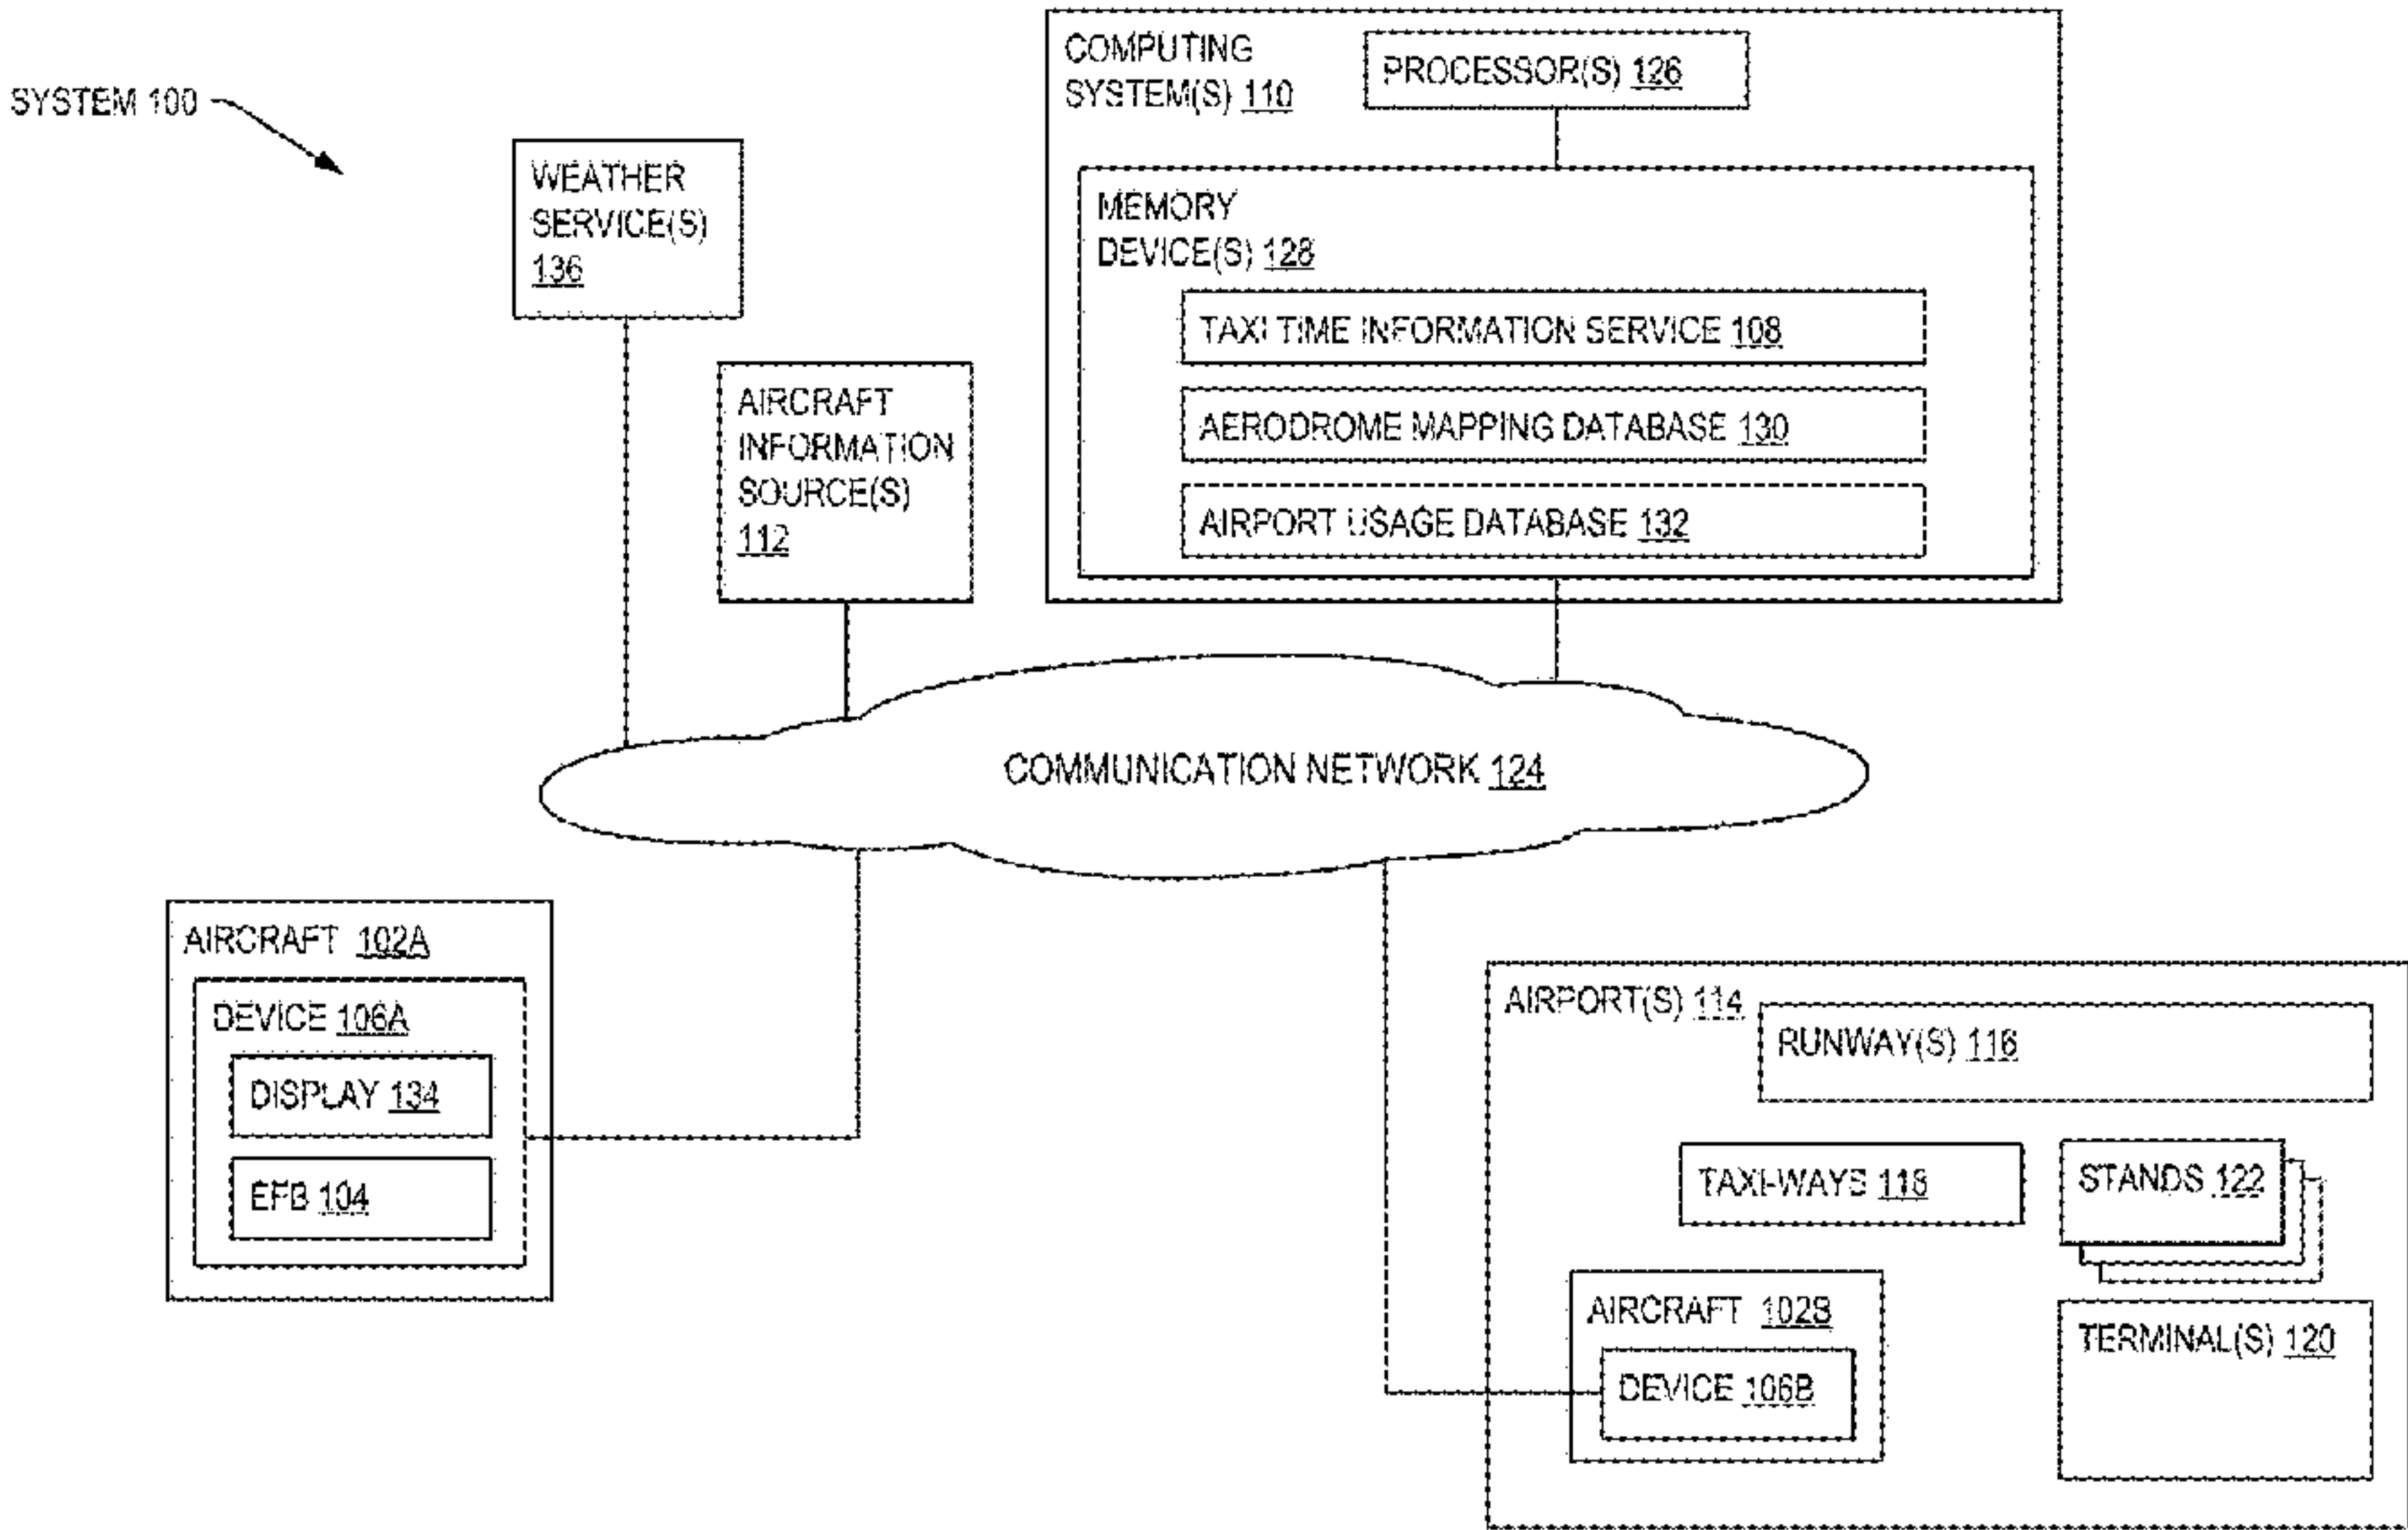 SYSTEM 100
COMPUTING
SYSTEM(S) 110
PROCESSOR(S) 126
WEATHER
SERVICE(S)
136
MEMORY
DEVICE(S) 128
TAXI TIME INFORMATION SERVICE 108
AERODROME MAPPING DATABASE 130
AIRPORT USAGE DATABASE 132
AIRCRAFT
INFORMATION
SOURCE(S)
112
COMMUNICATION NETWORK 124
AIRCRAFT 102A
DEVICE 106A
DISPLAY 134
EFB 104
AIRPORT(S) 114
RUNWAY(S) 116
TAXI-WAYS 118
STANDS 122
AIRCRAFT 102B
DEVICE 106B
TERMINAL(S) 120